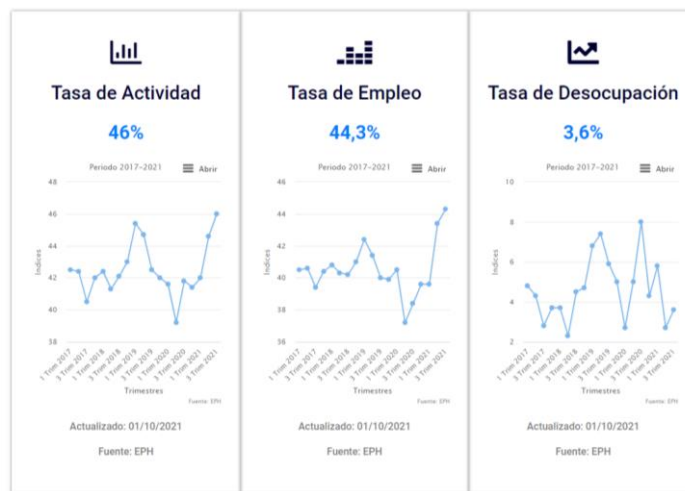 Tasa de Actividad
46%
Periodo 2017-2021
Abrir
48
46
44
42
40
38
Indices
1 Trim 2017
3 Trim 2017
1 Trim 2018
3 Trim 2018
1 Trim 2019
3 Trim 2019
1 Trim 2020
3 Trim 2020
1 Trim 2021
3 Trim 2021
Trimestres
Fuente: EPH
Actualizado: 01/10/2021
Fuente: EPH
Tasa de Empleo
44,3%
Periodo 2017-2021
Abrir
46
44
42
40
38
36
Indices
1 Trim 2017
3 Trim 2017
1 Trim 2018
3 Trim 2018
1 Trim 2019
3 Trim 2019
1 Trim 2020
3 Trim 2020
1 Trim 2021
3 Trim 2021
Trimestres
Fuente: EPH
Actualizado: 01/10/2021
Fuente: EPH
Tasa de Desocupación
3,6%
Periodo 2017-2021
Abrir
10
8
6
4
2
Indices
1 Trim 2017
3 Trim 2017
1 Trim 2018
3 Trim 2018
1 Trim 2019
3 Trim 2019
1 Trim 2020
3 Trim 2020
1 Trim 2021
3 Trim 2021
Trimestres
Fuente: EPH
Actualizado: 01/10/2021
Fuente: EPH